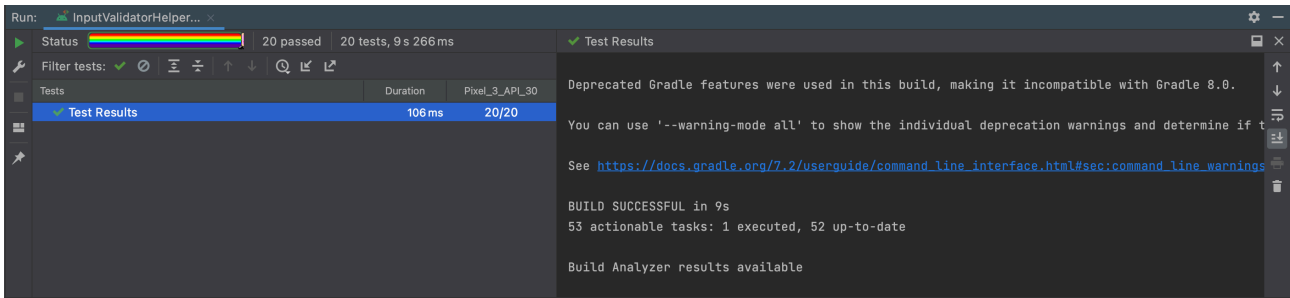 Run: InputValidatorHelper...
Status 20 passed 20 tests, 9 s 266 ms
Filter tests:
Tests Duration Pixel_3_API_30
Test Results 106 ms 20/20
Test Results
Deprecated Gradle features were used in this build, making it incompatible with Gradle 8.0.
You can use '--warning-mode all' to show the individual deprecation warnings and determine if t
See https://docs.gradle.org/7.2/userguide/command_line_interface.html#sec:command_line_warnings
BUILD SUCCESSFUL in 9s
53 actionable tasks: 1 executed, 52 up-to-date
Build Analyzer results available